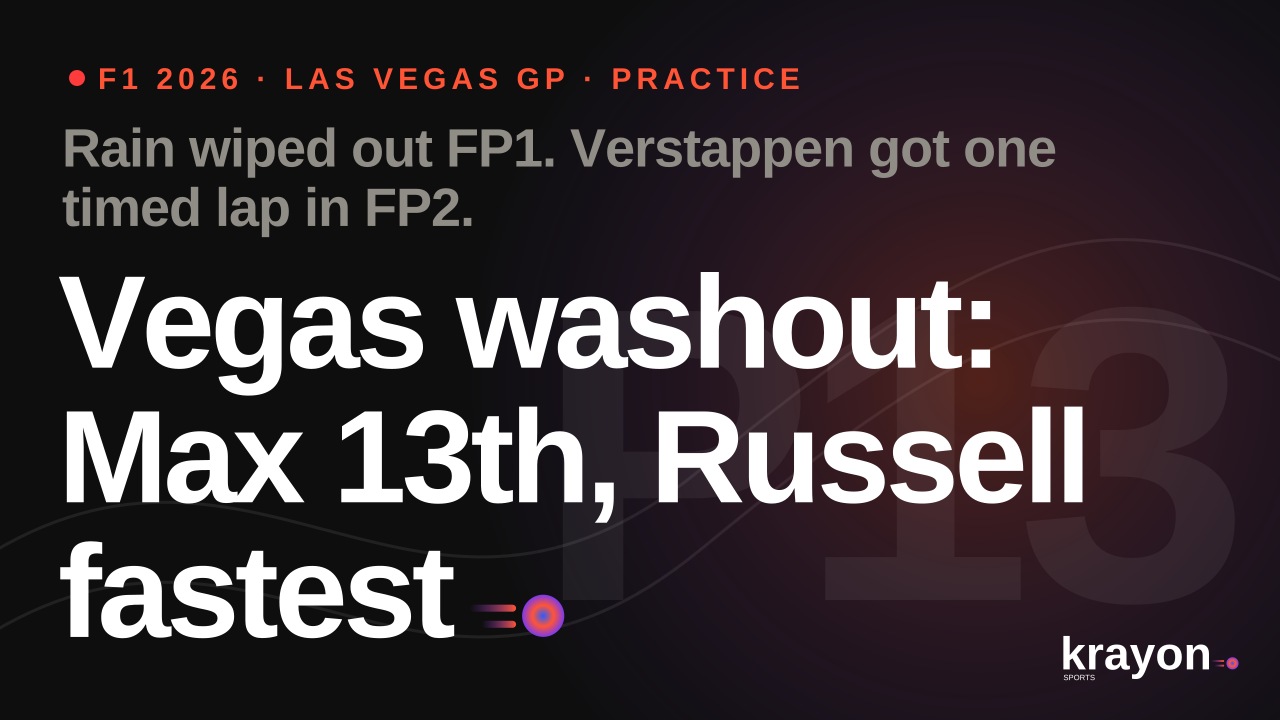 F1 2026 · LAS VEGAS GP · PRACTICE
Rain wiped out FP1. Verstappen got one
timed lap in FP2.
Vegas washout:
Max 13th, Russell
fastest
P13
krayon
SPORTS